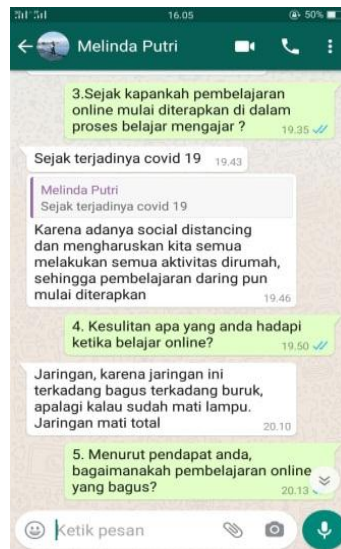 16.05
50%
Melinda Putri
3.Sejak kapankah pembelajaran
online mulai diterapkan di dalam
proses belajar mengajar ?
19.35
Sejak terjadinya covid 19
19.43
Melinda Putri
Sejak terjadinya covid 19
Karena adanya social distancing
dan mengharuskan kita semua
melakukan semua aktivitas dirumah,
sehingga pembelajaran daring pun
mulai diterapkan
19.46
4. Kesulitan apa yang anda hadapi
ketika belajar online?
19.50
Jaringan, karena jaringan ini
terkadang bagus terkadang buruk,
apalagi kalau sudah mati lampu.
Jaringan mati total
20.10
5. Menurut pendapat anda,
bagaimanakah pembelajaran online
yang bagus?
20.13
Ketik pesan